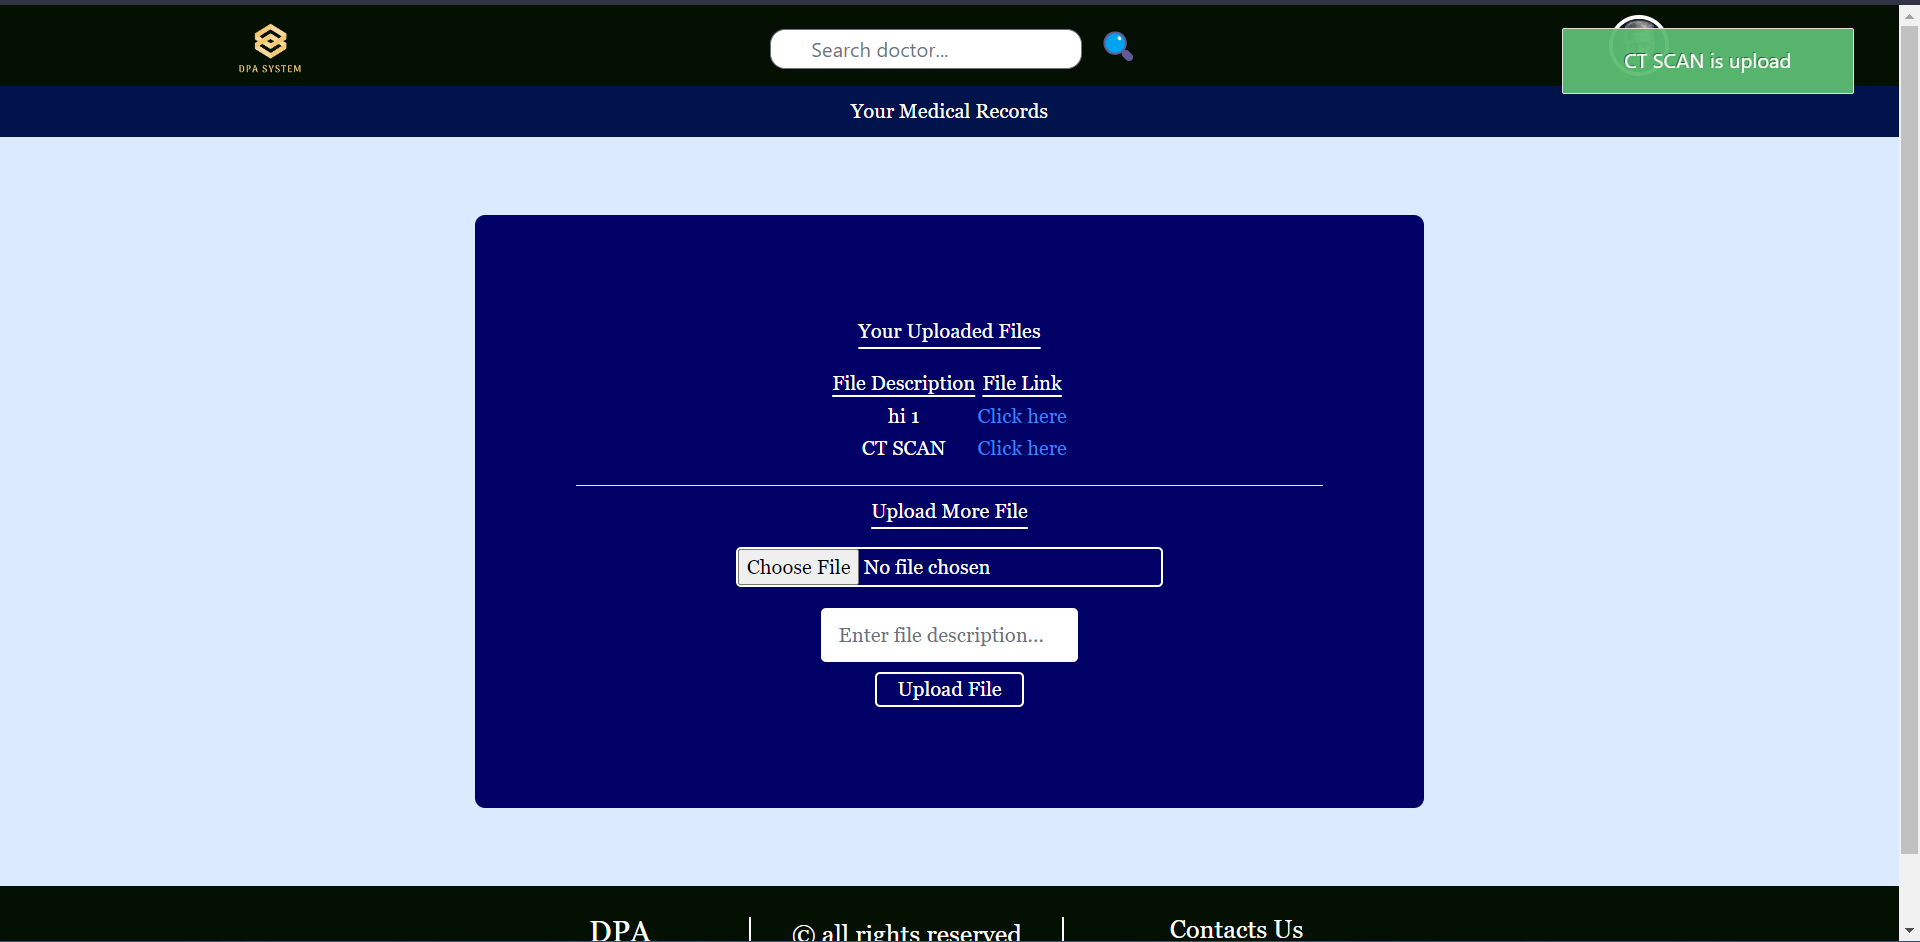 DPA SYSTEM
Search doctor...
CT SCAN is upload
Your Medical Records
Your Uploaded Files
File Description File Link
hi 1 Click here
CT SCAN Click here
Upload More File
Choose File No file chosen
Enter file description...
Upload File
DPA
© all rights reserved
Contacts Us